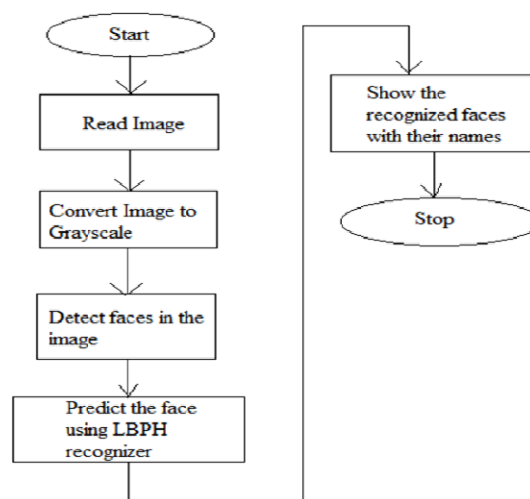 Start
Read Image
Convert Image to
Grayscale
Detect faces in the
image
Predict the face
using LBPH
recognizer
Show the
recognized faces
with their names
Stop